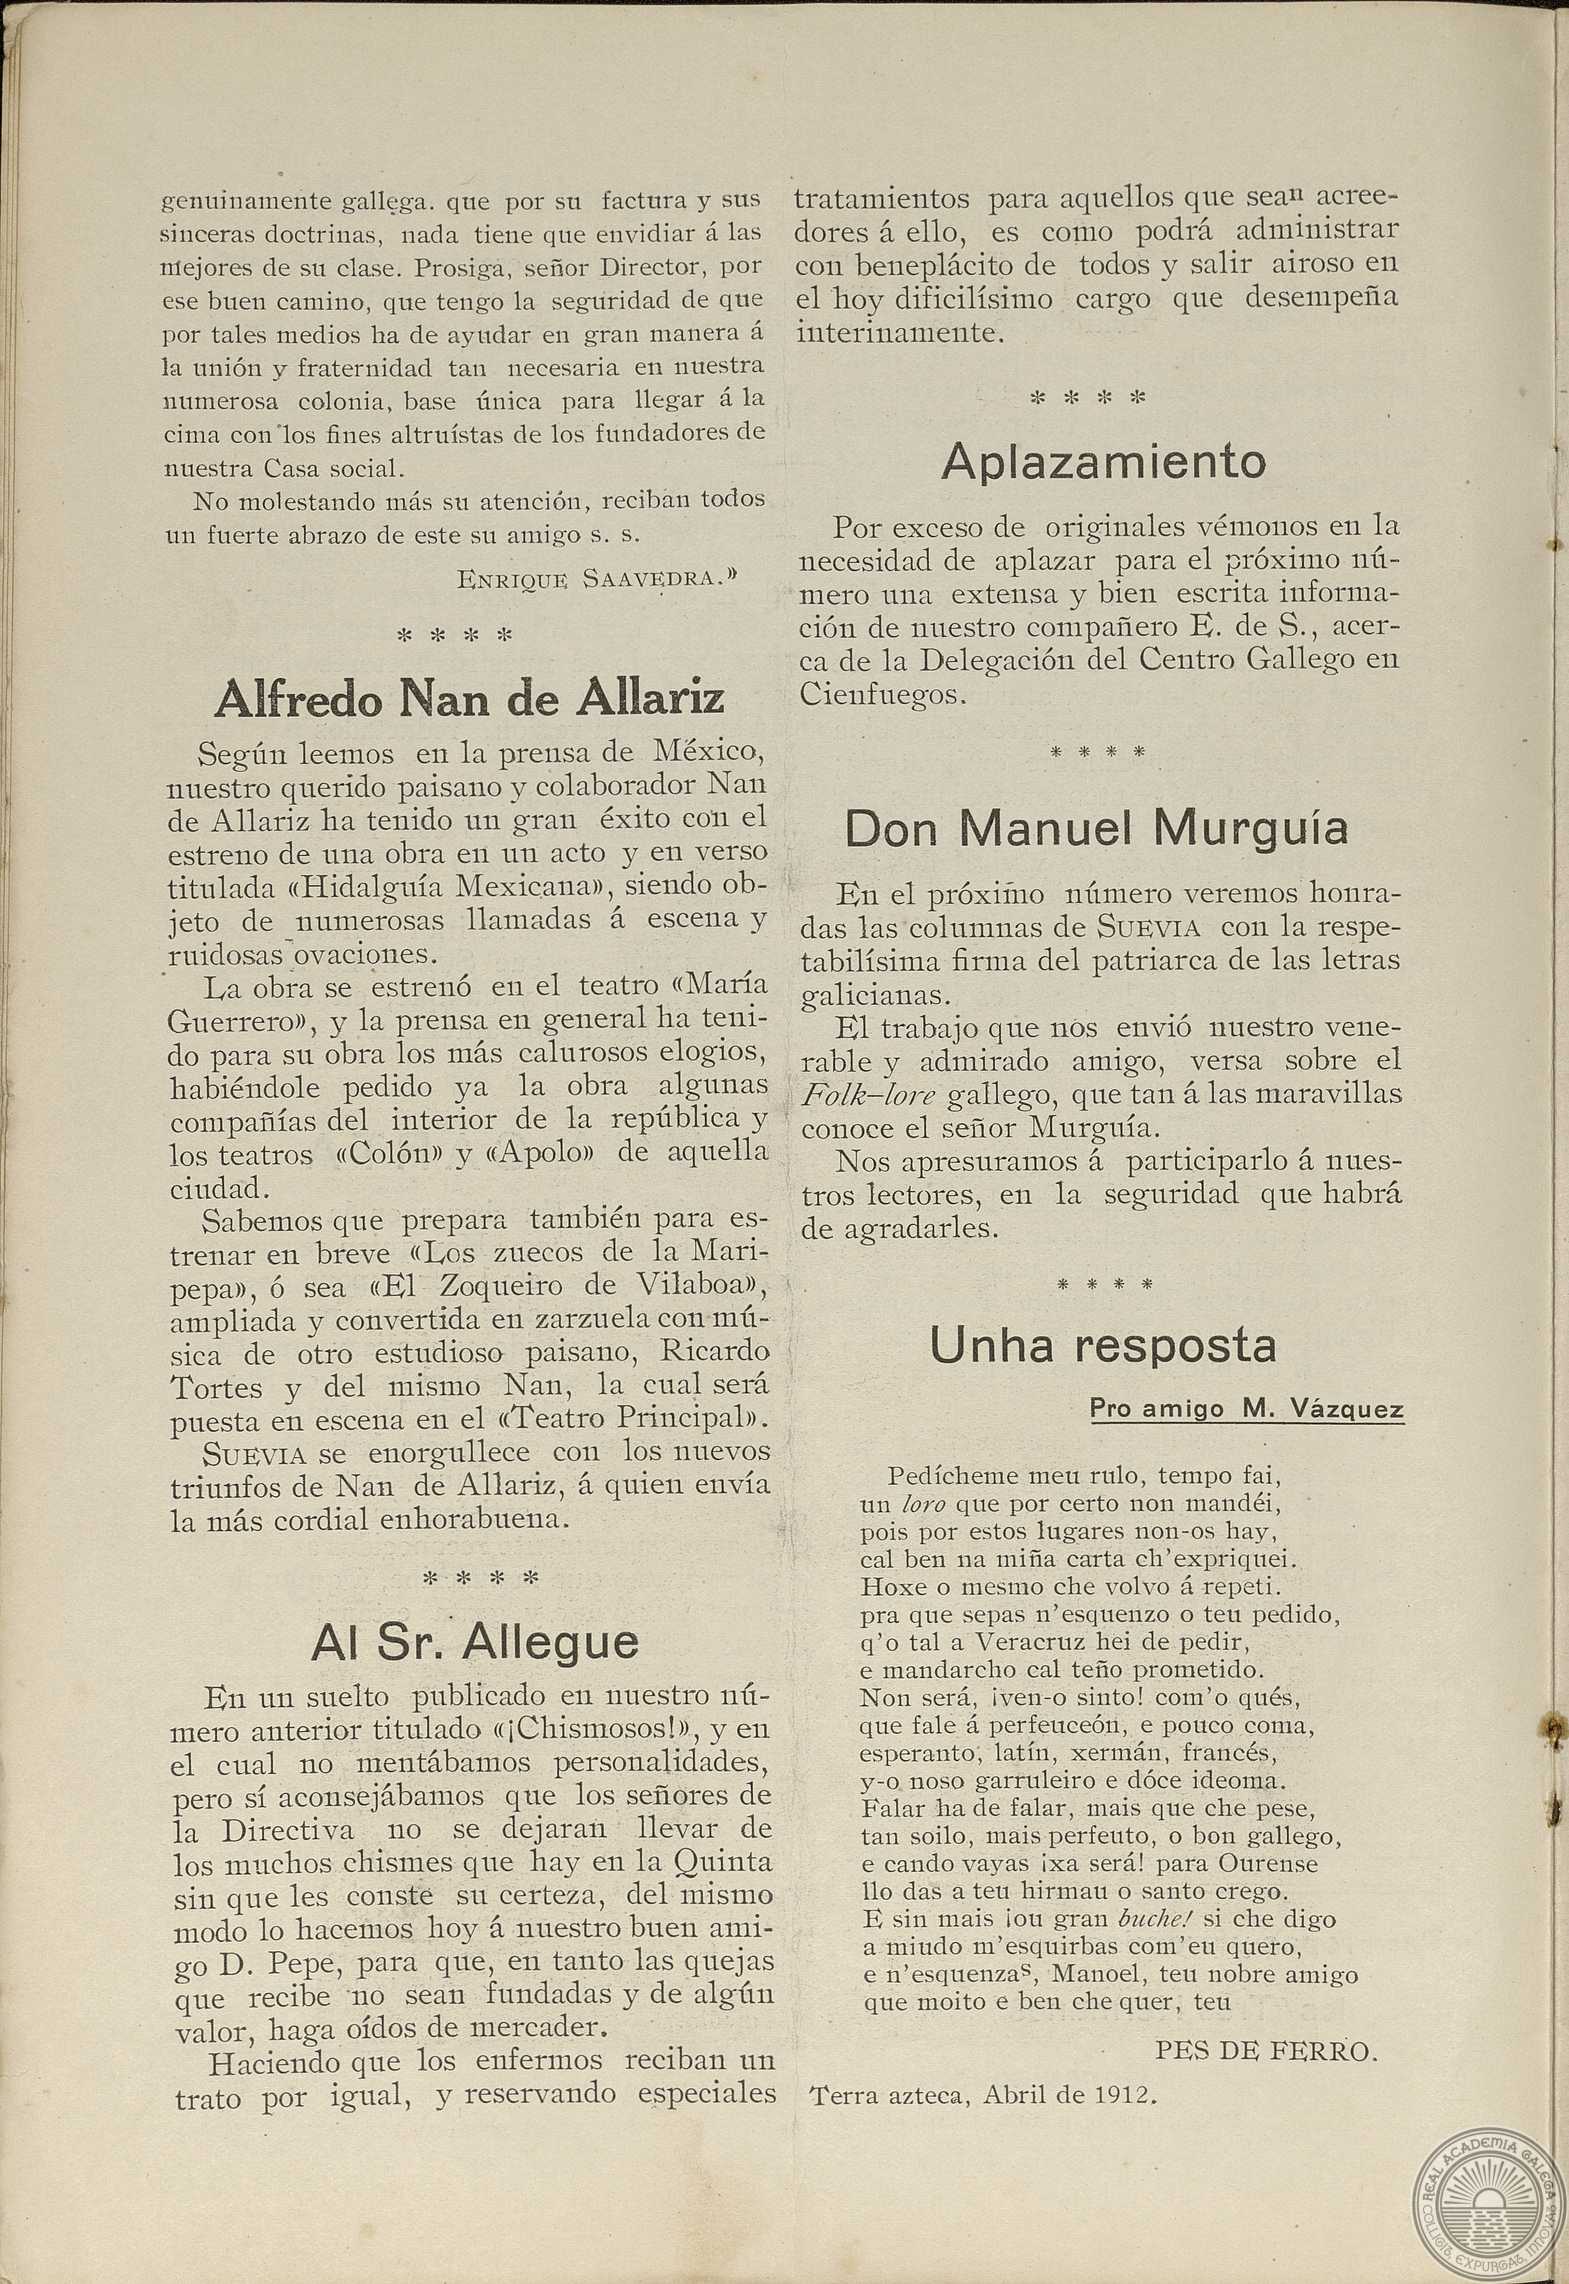 genuinamente gallega. que por su factura y sus
sinceras doctrinas, nada tiene que envidiar á las
mejores de su clase. Prosiga, señor Director, por
ese buen camino, que tengo la seguridad de que
por tales medios ha de ayudar en gran manera á
la unión y fraternidad tan necesaria en nuestra
numerosa colonia, base única para llegar á la
cima con los fines altruístas de los fundadores de
nuestra Casa social.
No molestando más su atención, reciban todos
un fuerte abrazo de este su amigo s. s.
ENRIQUE SAAVEDRA.»
* * * *
Alfredo Nan de Allariz
Según leemos en la prensa de México,
nuestro querido paisano y colaborador Nan
de Allariz ha tenido un gran éxito con el
estreno de una obra en un acto y en verso
titulada «Hidalguía Mexicana», siendo ob-
jeto de numerosas llamadas á escena y
ruidosas ovaciones.
La obra se estrenó en el teatro «María
Guerrero», y la prensa en general ha teni-
do para su obra los más calurosos elogios,
habiéndole pedido ya la obra algunas
compañías del interior de la república y
los teatros «Colón» y «Apolo» de aquella
ciudad.
Sabemos que prepara también para es-
trenar en breve «Los zuecos de la Mari-
pepa», ó sea «El Zoqueiro de Vilaboa»,
ampliada y convertida en zarzuela con mú-
sica de otro estudioso paisano, Ricardo
Tortes y del mismo Nan, la cual será
puesta en escena en el «Teatro Principal».
SUEVIA se enorgullece con los nuevos
triunfos de Nan de Allariz, á quien envía
la más cordial enhorabuena.
* * * *
Al Sr. Allegue
En un suelto publicado en nuestro nú-
mero anterior titulado «¡Chismosos!», y en
el cual no mentábamos personalidades,
pero sí aconsejábamos que los señores de
la Directiva no se dejaran llevar de
los muchos chismes que hay en la Quinta
sin que les conste su certeza, del mismo
modo lo hacemos hoy á nuestro buen ami-
go D. Pepe, para que, en tanto las quejas
que recibe no sean fundadas y de algún
valor, haga oídos de mercader.
Haciendo que los enfermos reciban un
trato por igual, y reservando especiales
tratamientos para aquellos que sean acree-
dores á ello, es como podrá administrar
con beneplácito de todos y salir airoso en
el hoy dificilísimo cargo que desempeña
interinamente.
* * * *
Aplazamiento
Por exceso de originales vémonos en la
necesidad de aplazar para el próximo nú-
mero una extensa y bien escrita informa-
ción de nuestro compañero E. de S., acer-
ca de la Delegación del Centro Gallego en
Cienfuegos.
* * * *
Don Manuel Murguía
En el próximo número veremos honra-
das las columnas de SUEVIA con la respe-
tabilísima firma del patriarca de las letras
galicianas.
El trabajo que nos envió nuestro vene-
rable y admirado amigo, versa sobre el
Folk-lore gallego, que tan á las maravillas
conoce el señor Murguía.
Nos apresuramos á participarlo á nues-
tros lectores, en la seguridad que habrá
de agradarles.
* * * *
Unha resposta
Pro amigo M. Vázquez
Pedícheme meu rulo, tempo fai,
un loro que por certo non mandéi,
pois por estos lugares non-os hay,
cal ben na miña carta ch'expriquei.
Hoxe o mesmo che volvo á repeti.
pra que sepas n'esquenzo o teu pedido,
q'o tal a Veracruz hei de pedir,
e mandarcho cal teño prometido.
Non será, ¡ven-o sinto! com'o qués,
que fale á perfeuceón, e pouco coma,
esperanto, latín, xermán, francés,
y-o noso garruleiro e dóce ideoma.
Falar ha de falar, mais que che pese,
tan soilo, mais perfeuto, o bon gallego,
e cando vayas ¡xa será! para Ourense
llo das a teu hirmau o santo crego.
E sin mais ¡ou gran buche! si che digo
a miudo m'esquirbas com'eu quero,
e n'esquenzas, Manoel, teu nobre amigo
que moito e ben che quer, teu
PES DE FERRO.
Terra azteca, Abril de 1912.
REAL ACADEMIA GALEGA
COLLIGIT, EXPURGAT, INNOVAT